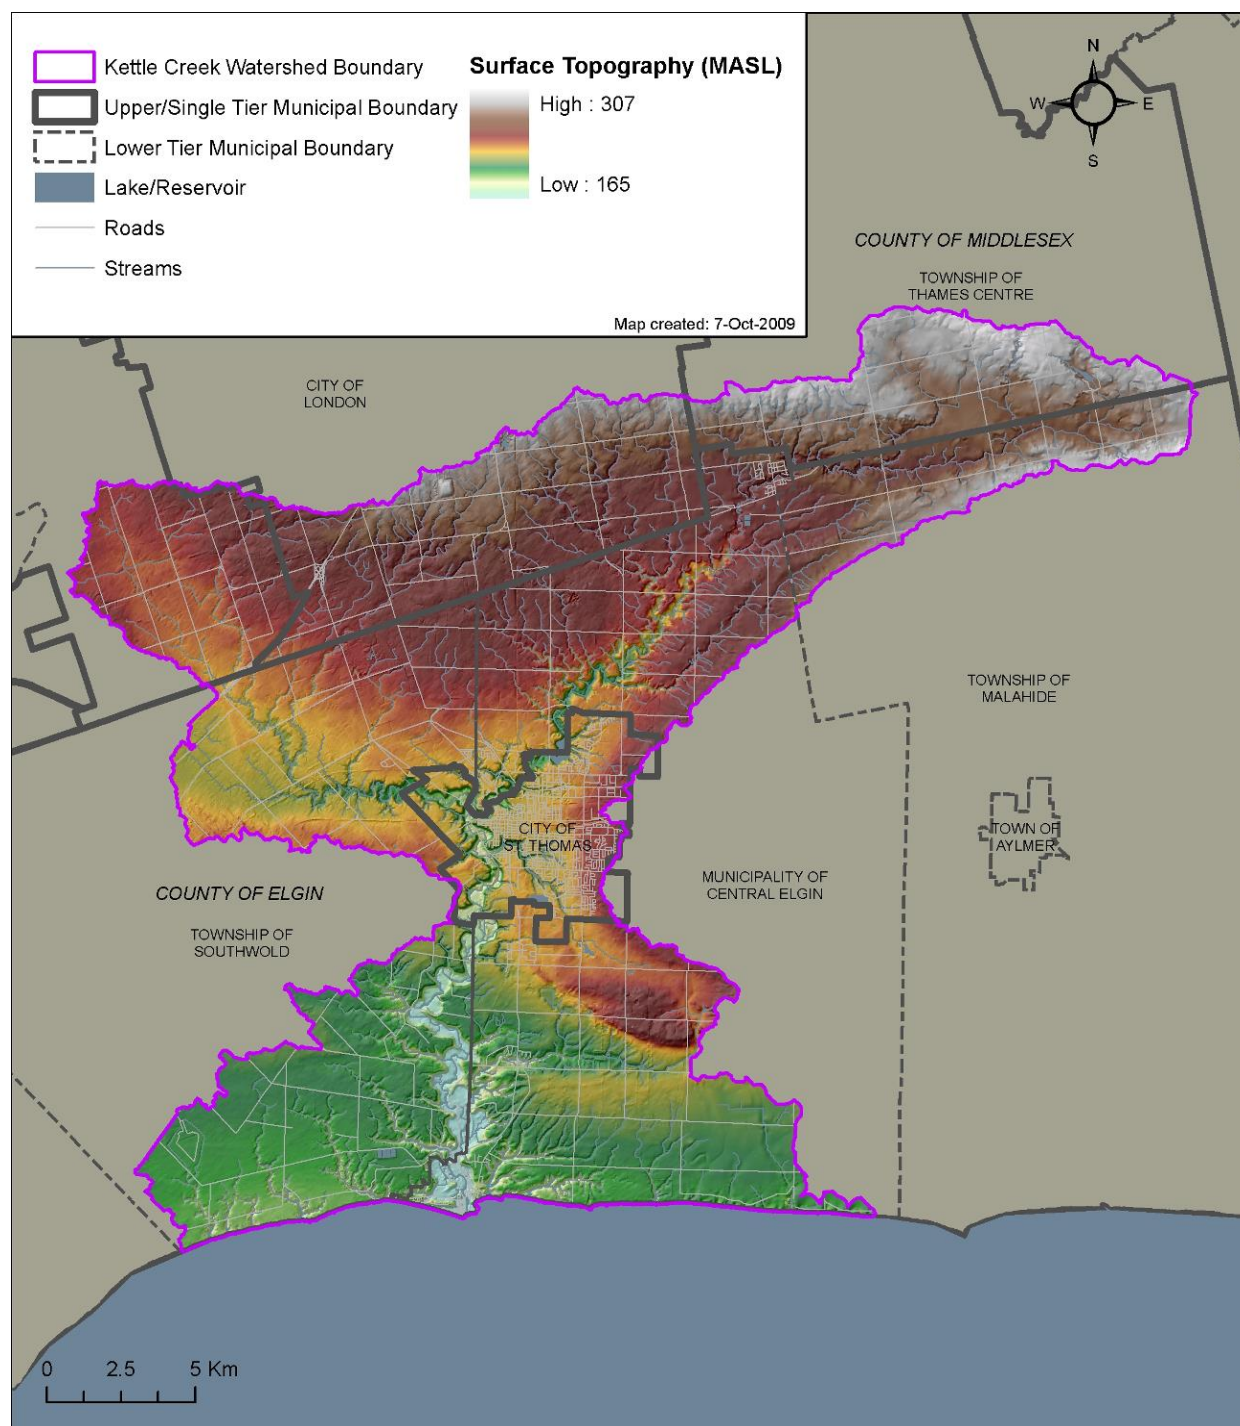 Kettle Creek Watershed Boundary
Upper/Single Tier Municipal Boundary
Lower Tier Municipal Boundary
Lake/Reservoir
Roads
Streams
Surface Topography (MASL)
High : 307
Low : 165
Map created: 7-Oct-2009
N
W
E
S
COUNTY OF MIDDLESEX
TOWNSHIP OF
THAMES CENTRE
CITY OF
LONDON
TOWNSHIP OF
MALAHIDE
CITY OF
ST. THOMAS
TOWN OF
AYLMER
MUNICIPALITY OF
CENTRAL ELGIN
COUNTY OF ELGIN
TOWNSHIP OF
SOUTHWOLD
0 2.5 5 Km